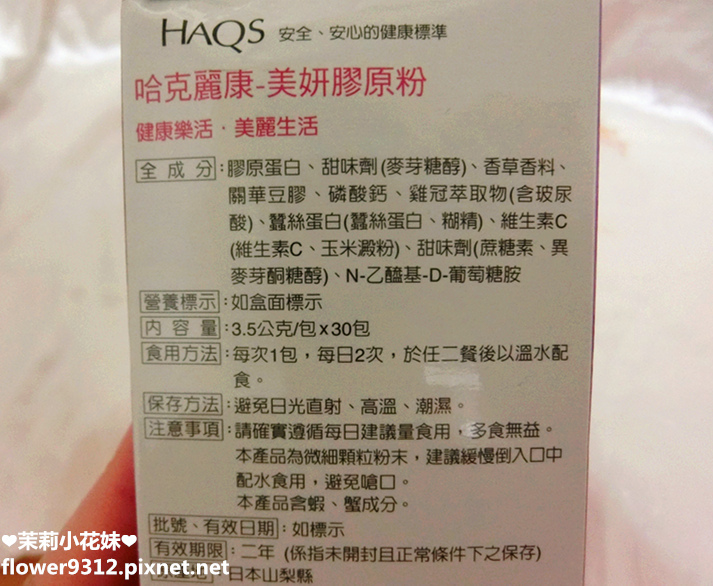 HAQS 安全、安心的健康標準
哈克麗康-美妍膠原粉
健康樂活・美麗生活
全成分：膠原蛋白、甜味劑(麥芽糖醇)、香草香料、
關華豆膠、磷酸鈣、雞冠萃取物(含玻尿
酸)、蠶絲蛋白(蠶絲蛋白、糊精)、維生素C
(維生素C、玉米澱粉)、甜味劑(蔗糖素、異
麥芽酮糖醇)、N-乙醯基-D-葡萄糖胺
營養標示：如盒面標示
內容量：3.5公克/包x30包
食用方法：每次1包，每日2次，於任二餐後以溫水配
食。
保存方法：避免日光直射、高溫、潮濕。
注意事項：請確實遵循每日建議量食用，多食無益。
本產品為微細顆粒粉末，建議緩慢倒入口中
配水食用，避免嗆口。
本產品含蝦、蟹成分。
批號、有效日期：如標示
有效期限：二年 (係指未開封且正常條件下之保存)
日本山梨縣
❤茉莉小花妹❤
flower9312.pixnet.net